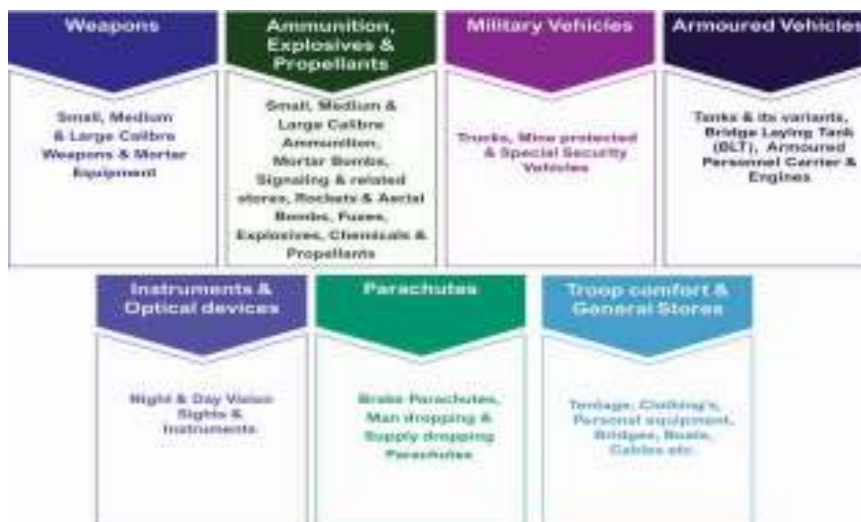 Weapons
Small, Medium
& Large Calibre
Weapons & Mortar
Equipment
Ammunition,
Explosives &
Propellants
Small, Medium &
Large Calibre
Ammunition,
Mortar Bombs,
Signaling & related
stores, Rockets & Aerial
Bombs, Fuzes,
Explosives, Chemicals &
Propellants
Military Vehicles
Trucks, Mine protected
& Special Security
Vehicles
Armoured Vehicles
Tanks & its variants,
Bridge Laying Tank
(BLT), Armoured
Personnel Carrier &
Engines
Instruments &
Optical devices
Night & Day Vision
Sights &
Instruments
Parachutes
Brake Parachutes,
Man dropping &
Supply dropping
Parachutes
Troop comfort &
General Stores
Tentage, Clothing's,
Personal equipment,
Bridges, Boats,
Cables etc.